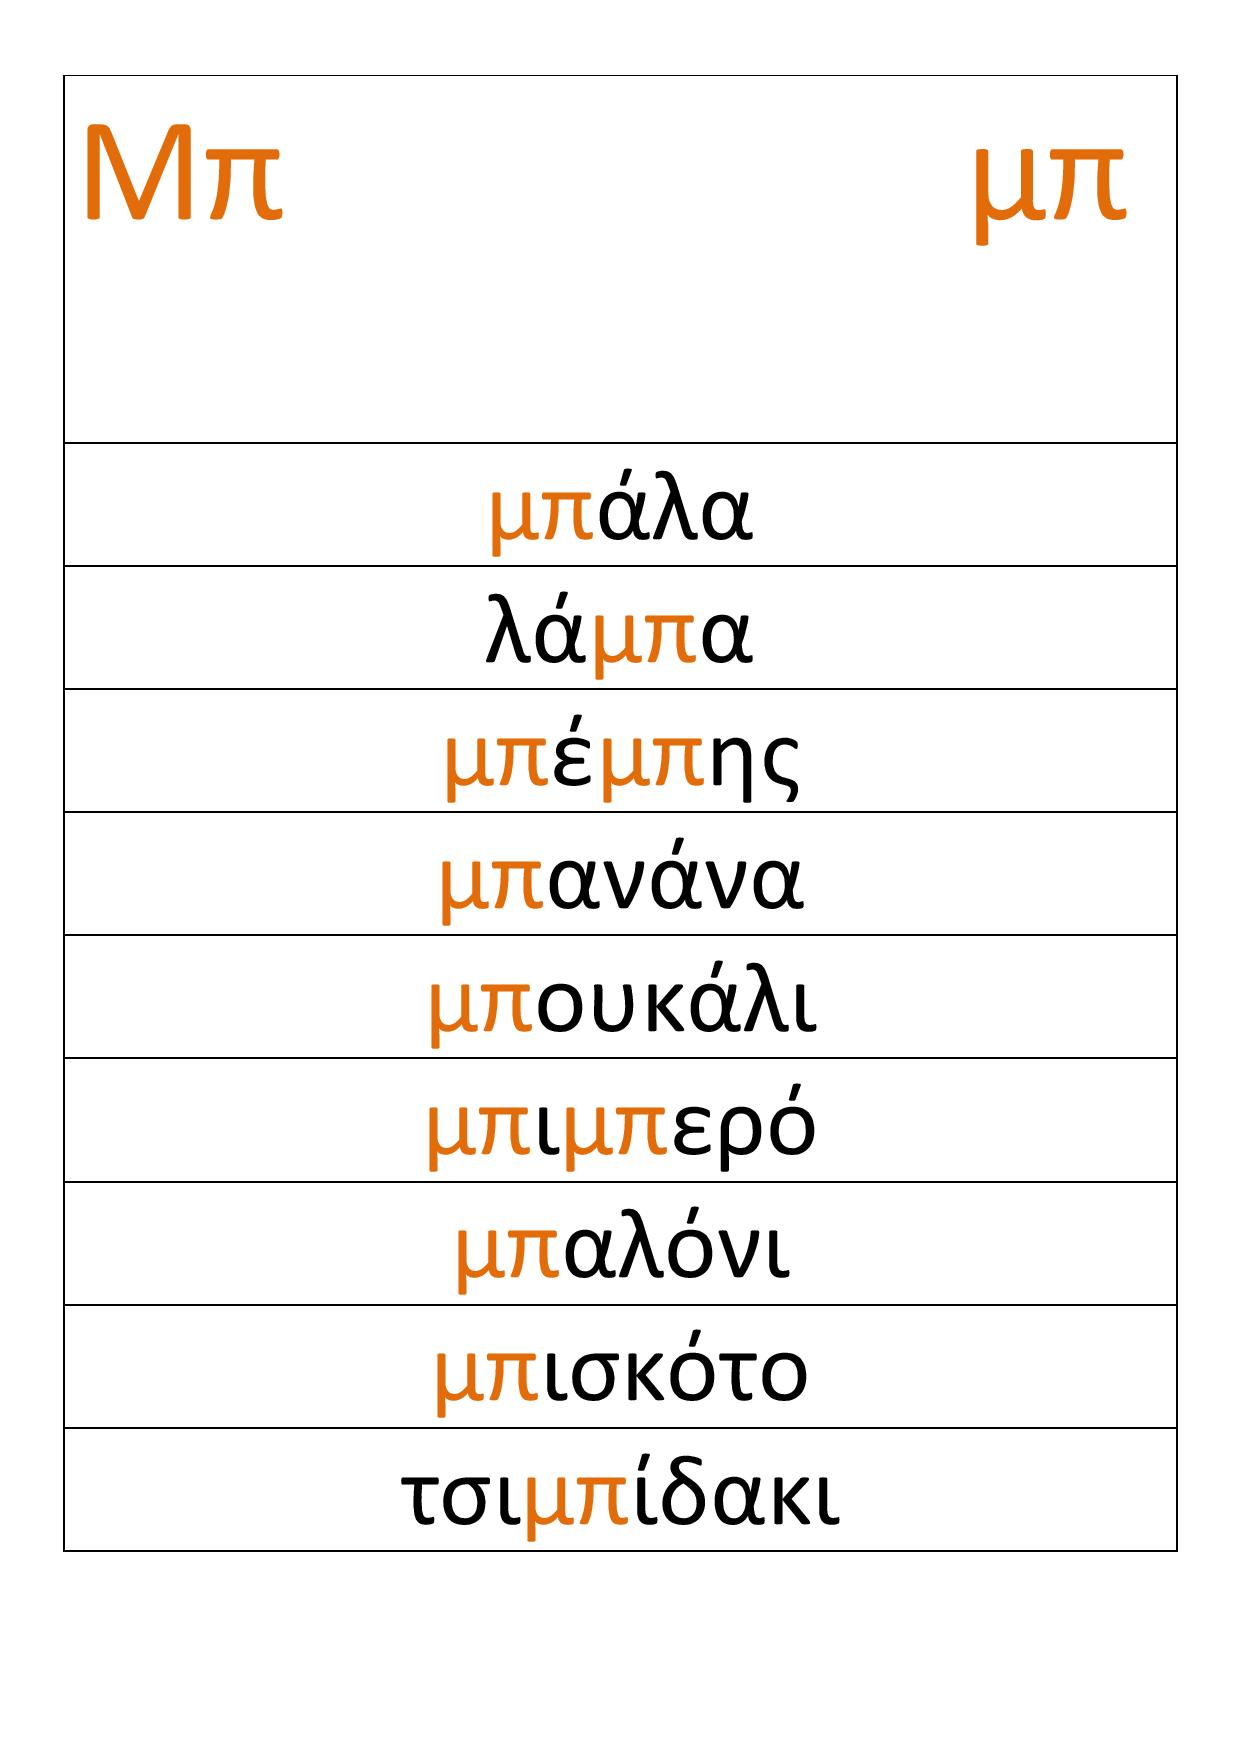 Μπ μπ
μπάλα
λάμπα
μπέμπης
μπανάνα
μπουκάλι
μπιμπερό
μπαλόνι
μπισκότο
τσιμπίδακι